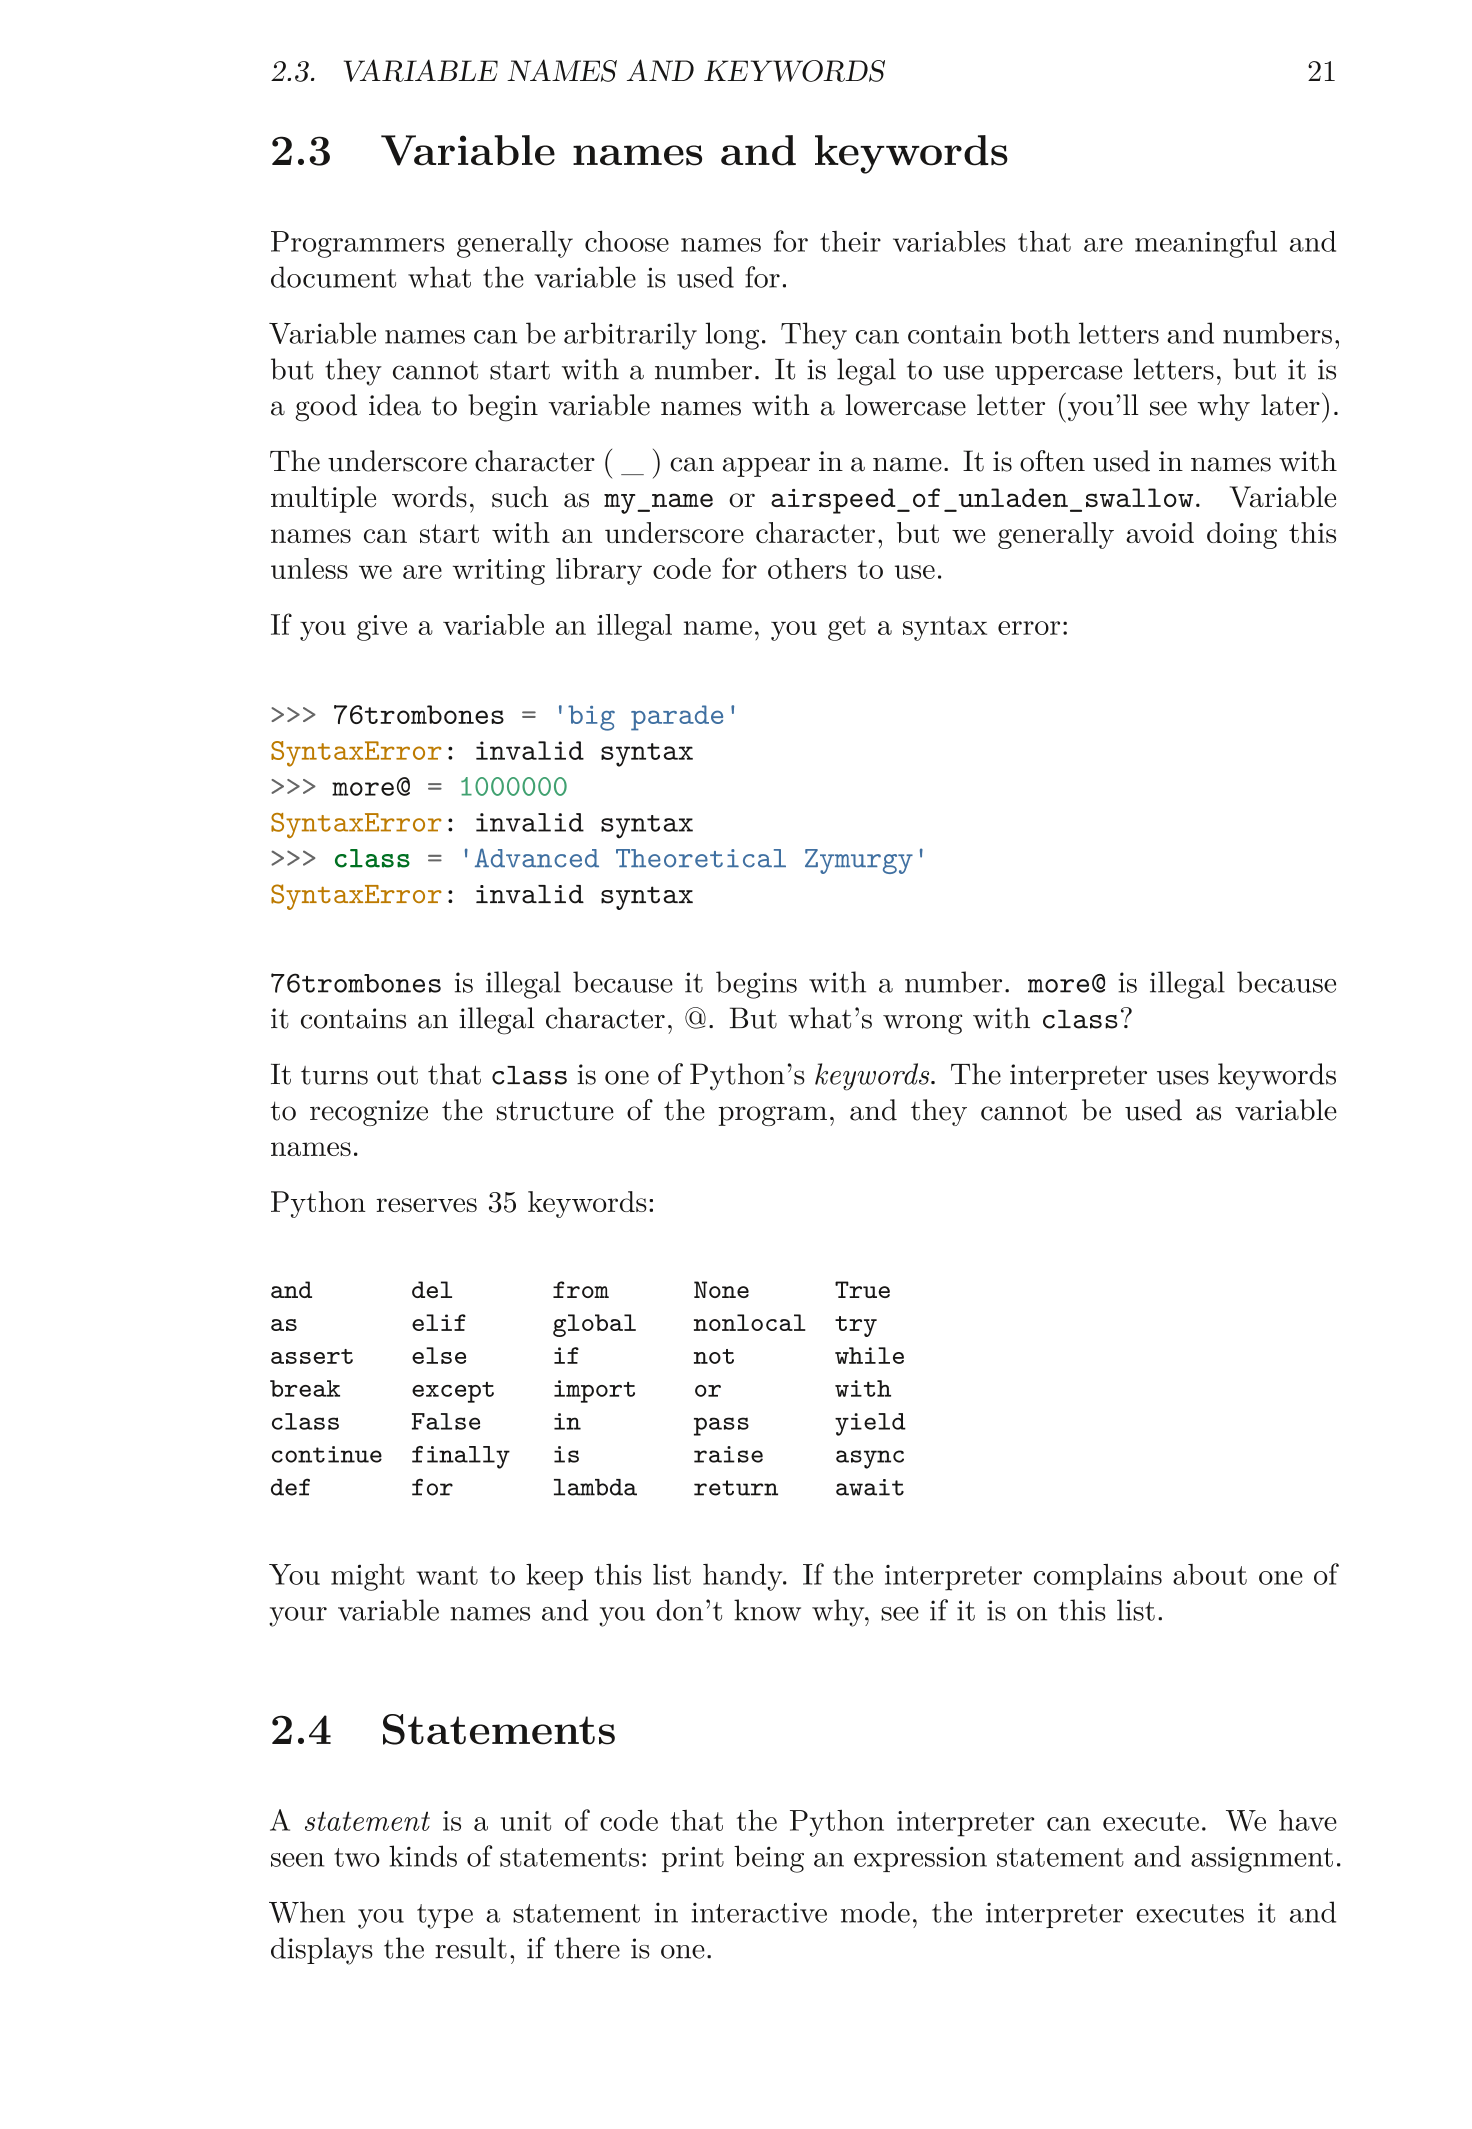 2.3. VARIABLE NAMES AND KEYWORDS 21
2.3 Variable names and keywords
Programmers generally choose names for their variables that are meaningful and
document what the variable is used for.
Variable names can be arbitrarily long. They can contain both letters and numbers,
but they cannot start with a number. It is legal to use uppercase letters, but it is
a good idea to begin variable names with a lowercase letter (you'll see why later).
The underscore character ( _ ) can appear in a name. It is often used in names with
multiple words, such as my_name or airspeed_of_unladen_swallow. Variable
names can start with an underscore character, but we generally avoid doing this
unless we are writing library code for others to use.
If you give a variable an illegal name, you get a syntax error:
>>> 76trombones = 'big parade'
SyntaxError: invalid syntax
>>> more@ = 1000000
SyntaxError: invalid syntax
>>> class = 'Advanced Theoretical Zymurgy'
SyntaxError: invalid syntax
76trombones is illegal because it begins with a number. more@ is illegal because
it contains an illegal character, @. But what's wrong with class?
It turns out that class is one of Python's keywords. The interpreter uses keywords
to recognize the structure of the program, and they cannot be used as variable
names.
Python reserves 35 keywords:
and del from None True
as elif global nonlocal try
assert else if not while
break except import or with
class False in pass yield
continue finally is raise async
def for lambda return await
You might want to keep this list handy. If the interpreter complains about one of
your variable names and you don't know why, see if it is on this list.
2.4 Statements
A statement is a unit of code that the Python interpreter can execute. We have
seen two kinds of statements: print being an expression statement and assignment.
When you type a statement in interactive mode, the interpreter executes it and
displays the result, if there is one.